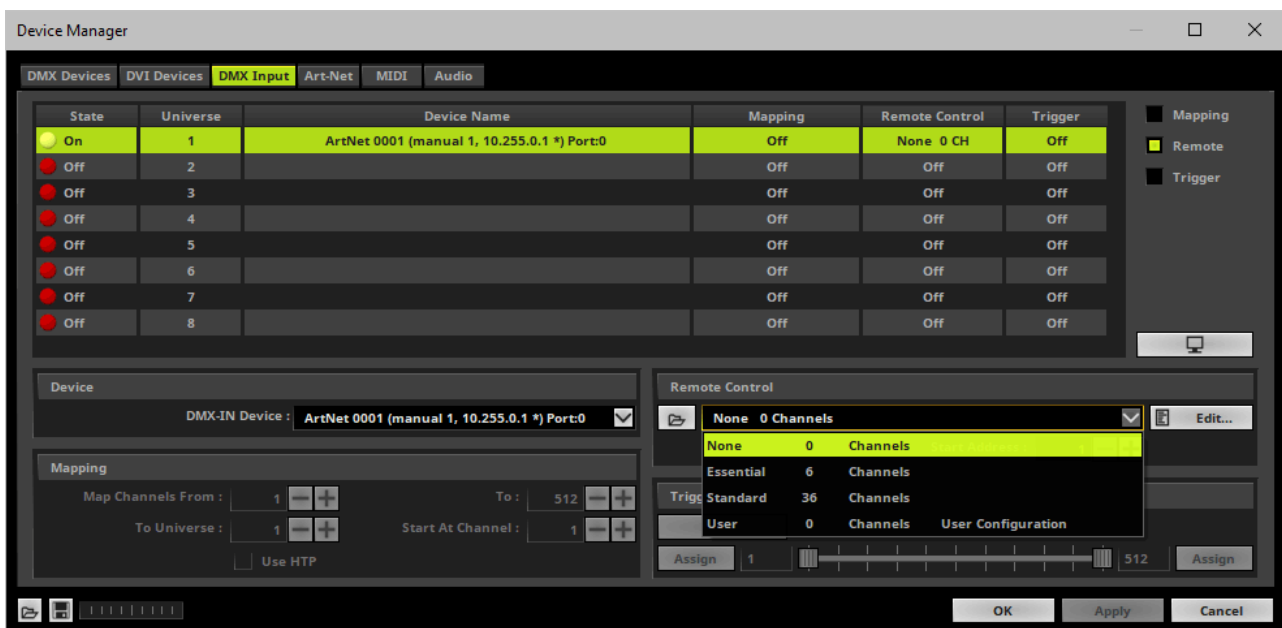 Device Manager
DMX Devices DVI Devices DMX Input Art-Net MIDI Audio
State Universe Device Name Mapping Remote Control Trigger
On 1 ArtNet 0001 (manual 1, 10.255.0.1 *) Port:0 Off None 0 CH Off
Off 2 Off Off Off
Off 3 Off Off Off
Off 4 Off Off Off
Off 5 Off Off Off
Off 6 Off Off Off
Off 7 Off Off Off
Off 8 Off Off Off
Mapping
Remote
Trigger
Device
DMX-IN Device : ArtNet 0001 (manual 1, 10.255.0.1 *) Port:0
Mapping
Map Channels From : 1 To : 512
To Universe : 1 Start At Channel : 1
Use HTP
Remote Control
None 0 Channels Edit...
None 0 Channels
Essential 6 Channels
Standard 36 Channels
User 0 Channels User Configuration
Trigg
Assign 1 512 Assign
OK Apply Cancel